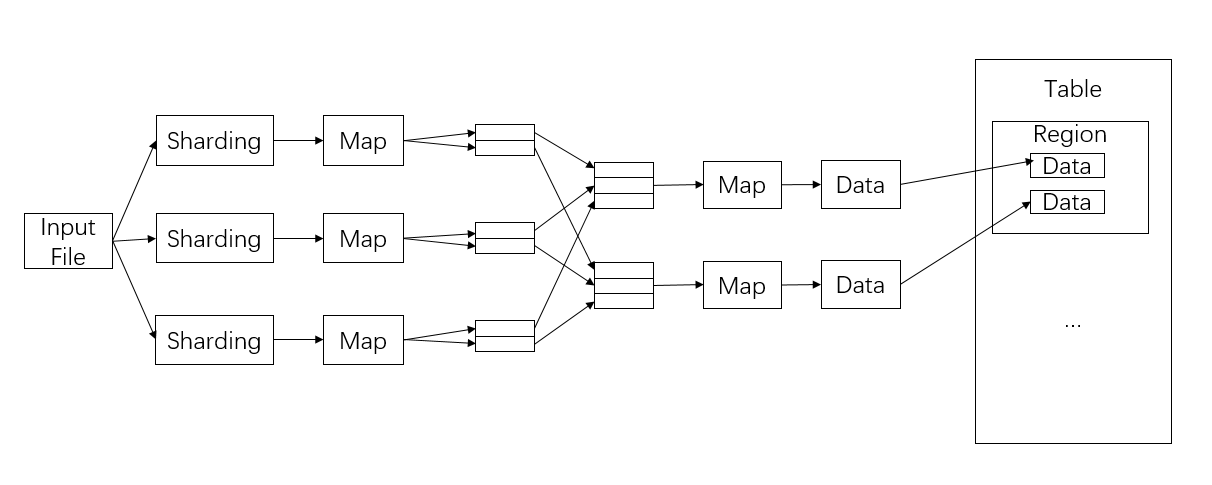 Input
File
Sharding
Map
Sharding
Map
Sharding
Map
Map
Data
Map
Data
Table
Region
Data
Data
...